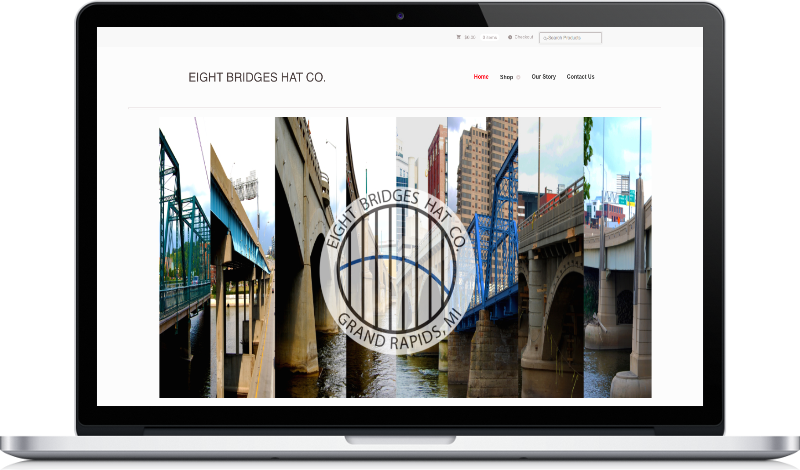 $0.00 0 items Checkout Search Products
EIGHT BRIDGES HAT CO.
Home Shop Our Story Contact Us
EIGHT BRIDGES HAT CO.
GRAND RAPIDS, MI